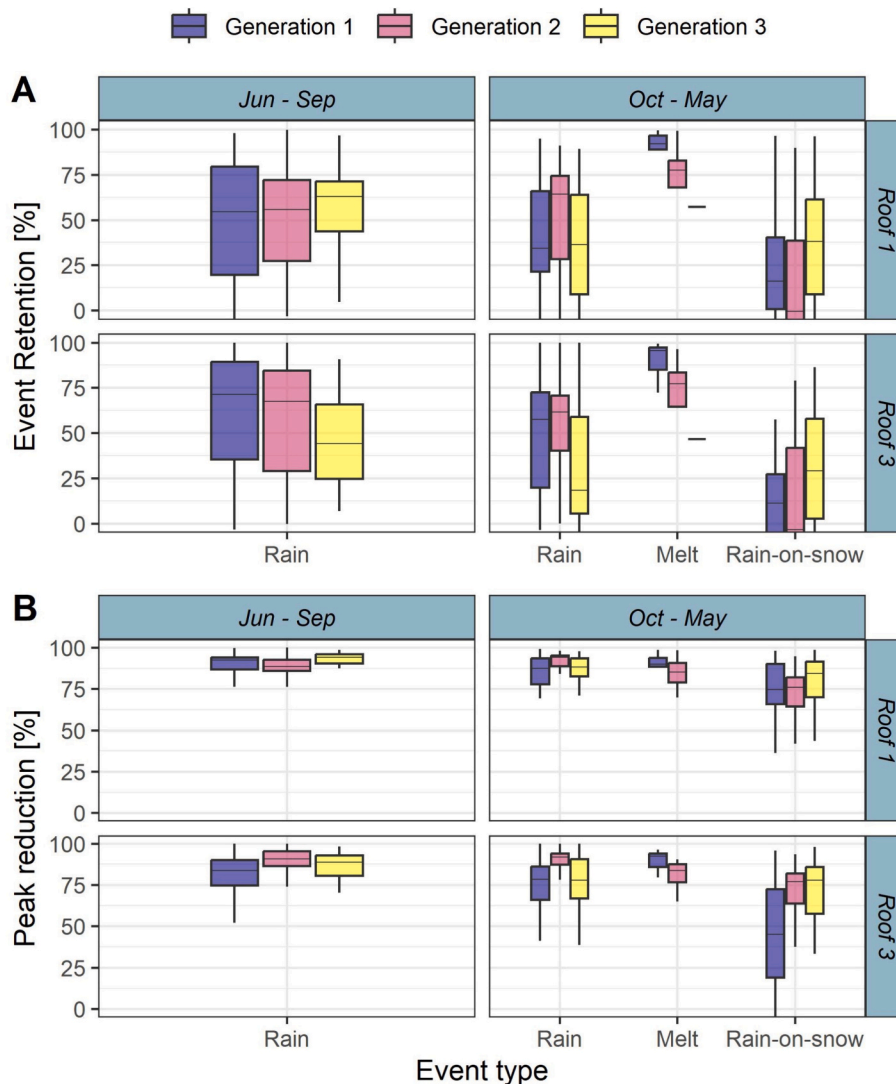 Generation 1 Generation 2 Generation 3
A
Jun - Sep Oct - May
Event Retention [%]
100
75
50
25
0
Roof 1
100
75
50
25
0
Roof 3
Rain Rain Melt Rain-on-snow
B
Jun - Sep Oct - May
Peak reduction [%]
100
75
50
25
0
Roof 1
100
75
50
25
0
Roof 3
Rain Rain Melt Rain-on-snow
Event type